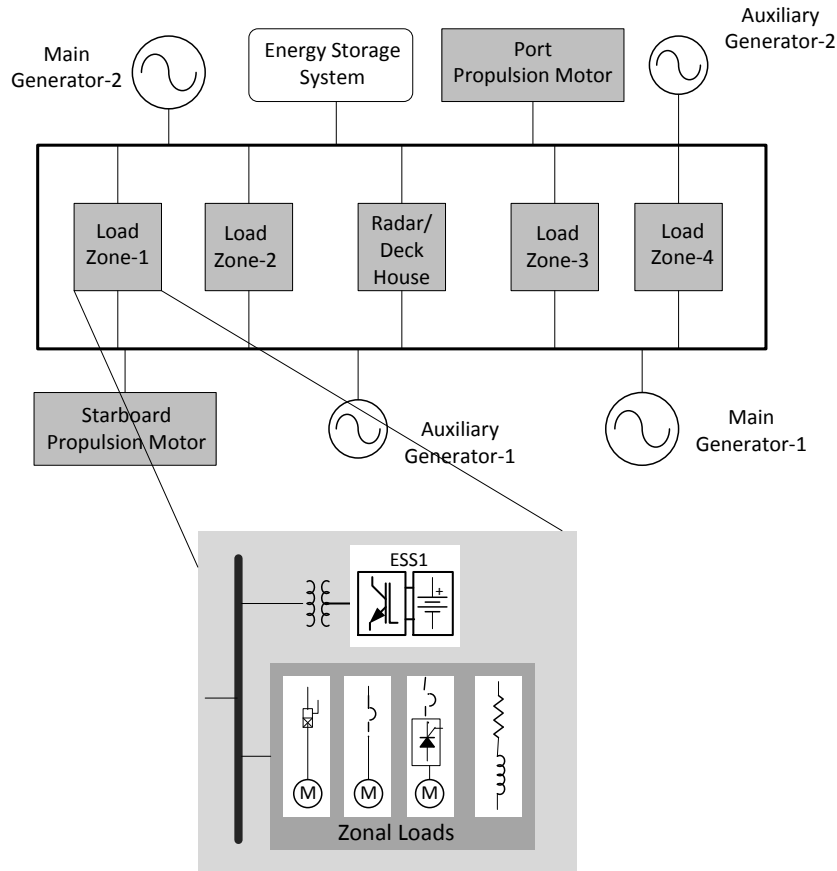 Main
Generator-2
Energy Storage
System
Port
Propulsion Motor
Auxiliary
Generator-2
Load
Zone-1
Load
Zone-2
Radar/
Deck
House
Load
Zone-3
Load
Zone-4
Starboard
Propulsion Motor
Auxiliary
Generator-1
Main
Generator-1
ESS1
+
M
M
M
Zonal Loads